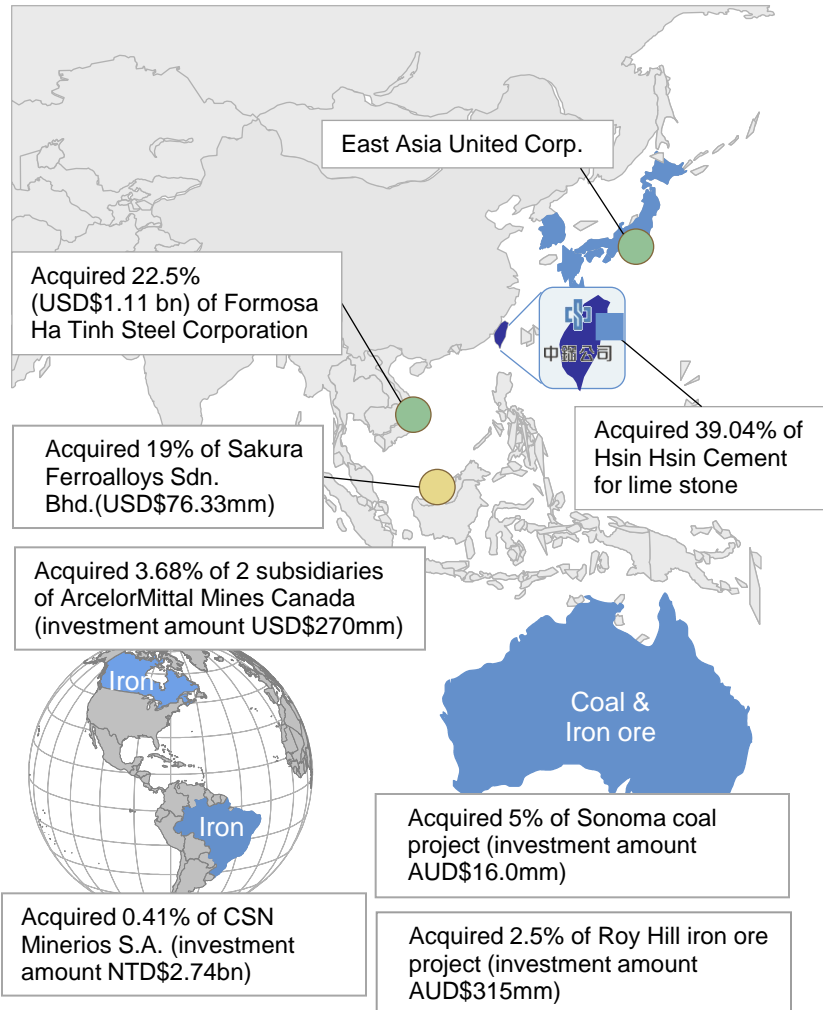 East Asia United Corp.
Acquired 22.5%
(USD$1.11 bn) of Formosa
Ha Tinh Steel Corporation
中鋼公司
Acquired 39.04% of
Hsin Hsin Cement
for lime stone
Acquired 19% of Sakura
Ferroalloys Sdn.
Bhd.(USD$76.33mm)
Acquired 3.68% of 2 subsidiaries
of ArcelorMittal Mines Canada
(investment amount USD$270mm)
Iron
Iron
Coal &
Iron ore
Acquired 5% of Sonoma coal
project (investment amount
AUD$16.0mm)
Acquired 0.41% of CSN
Minerios S.A. (investment
amount NTD$2.74bn)
Acquired 2.5% of Roy Hill iron ore
project (investment amount
AUD$315mm)